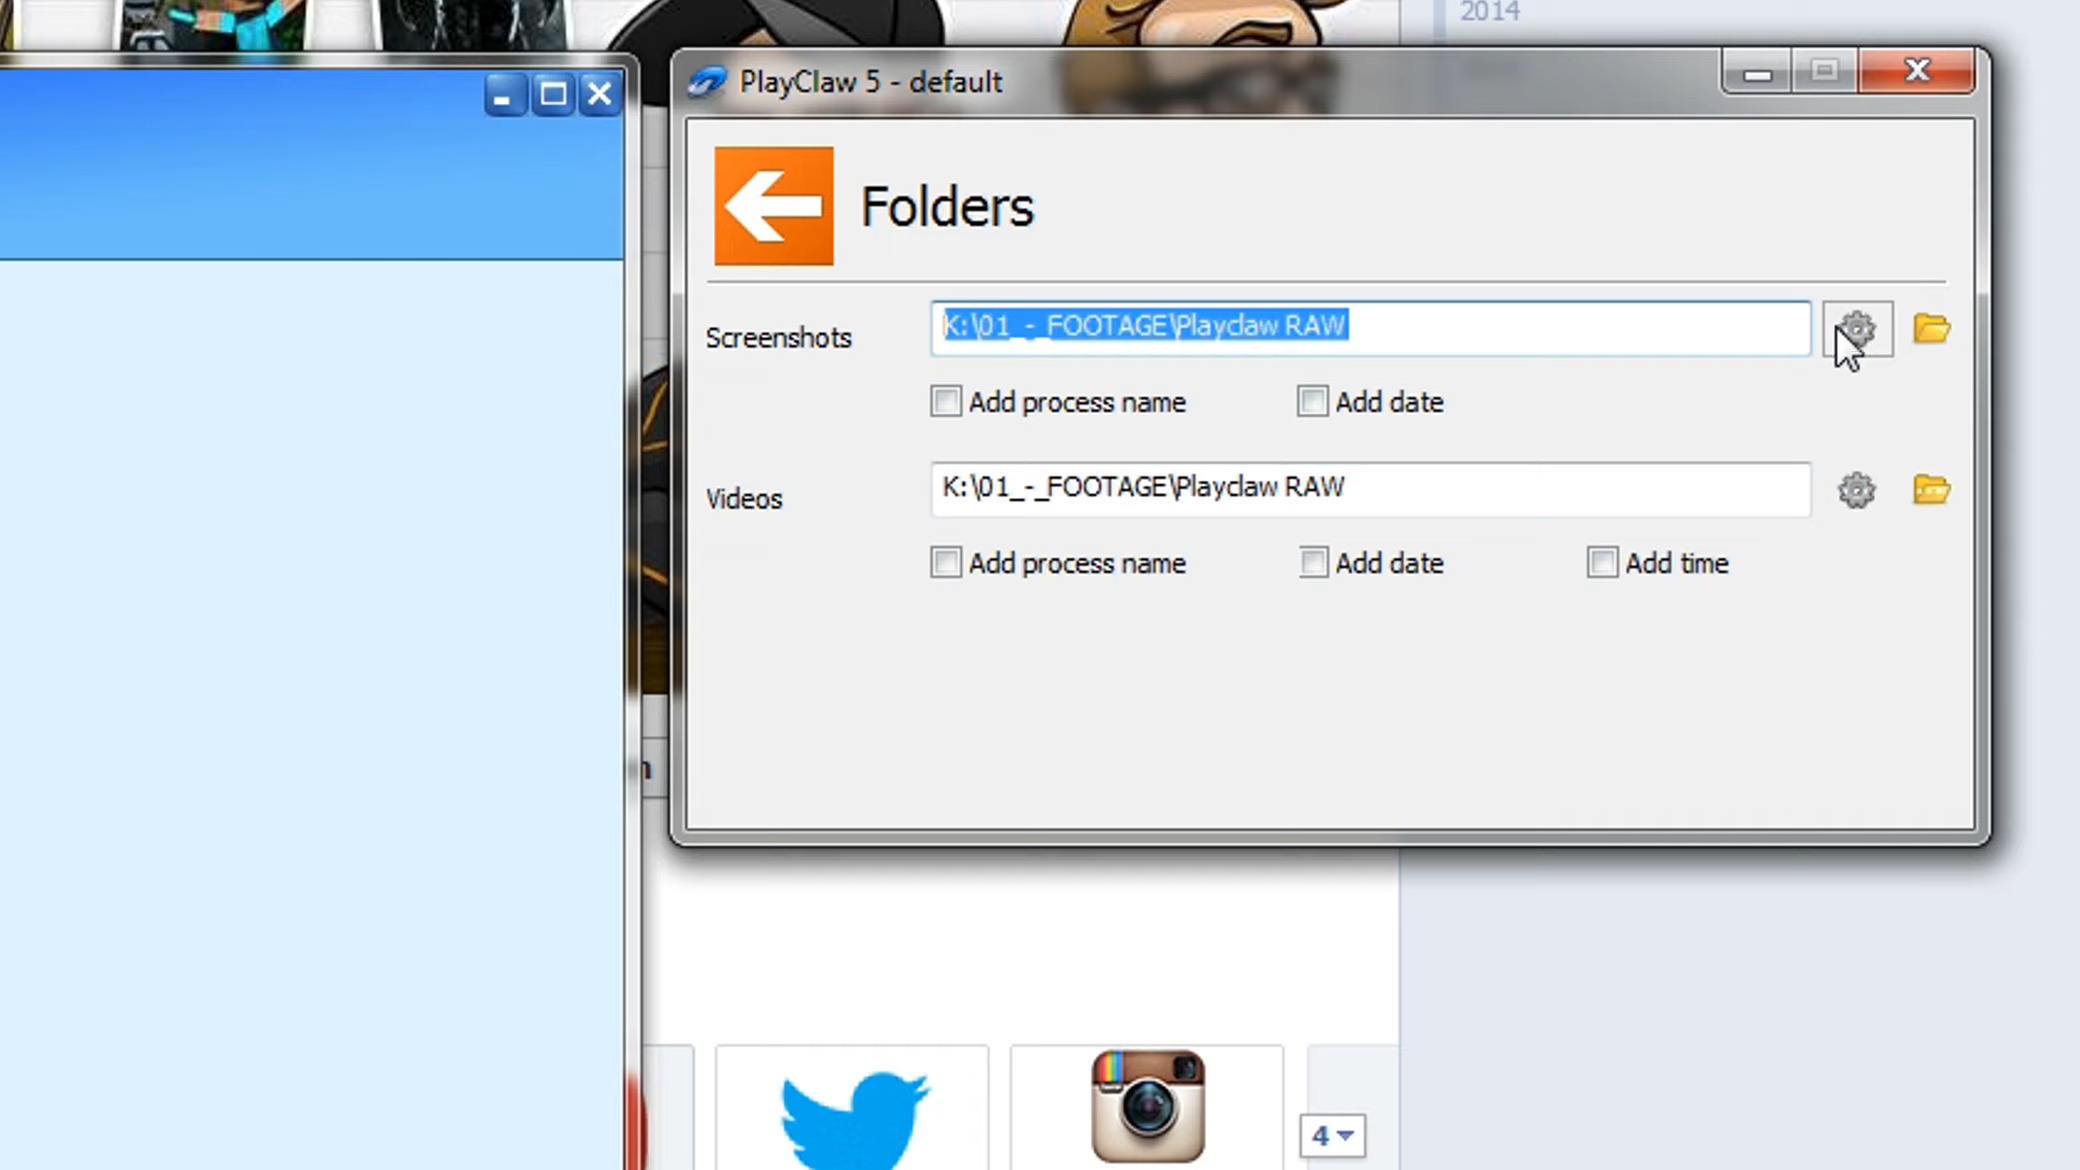 2014
PlayClaw 5 - default
Folders
Screenshots
K:\01_-_FOOTAGE\Playclaw RAW
Add process name
Add date
Videos
K:\01_-_FOOTAGE\Playclaw RAW
Add process name
Add date
Add time
4